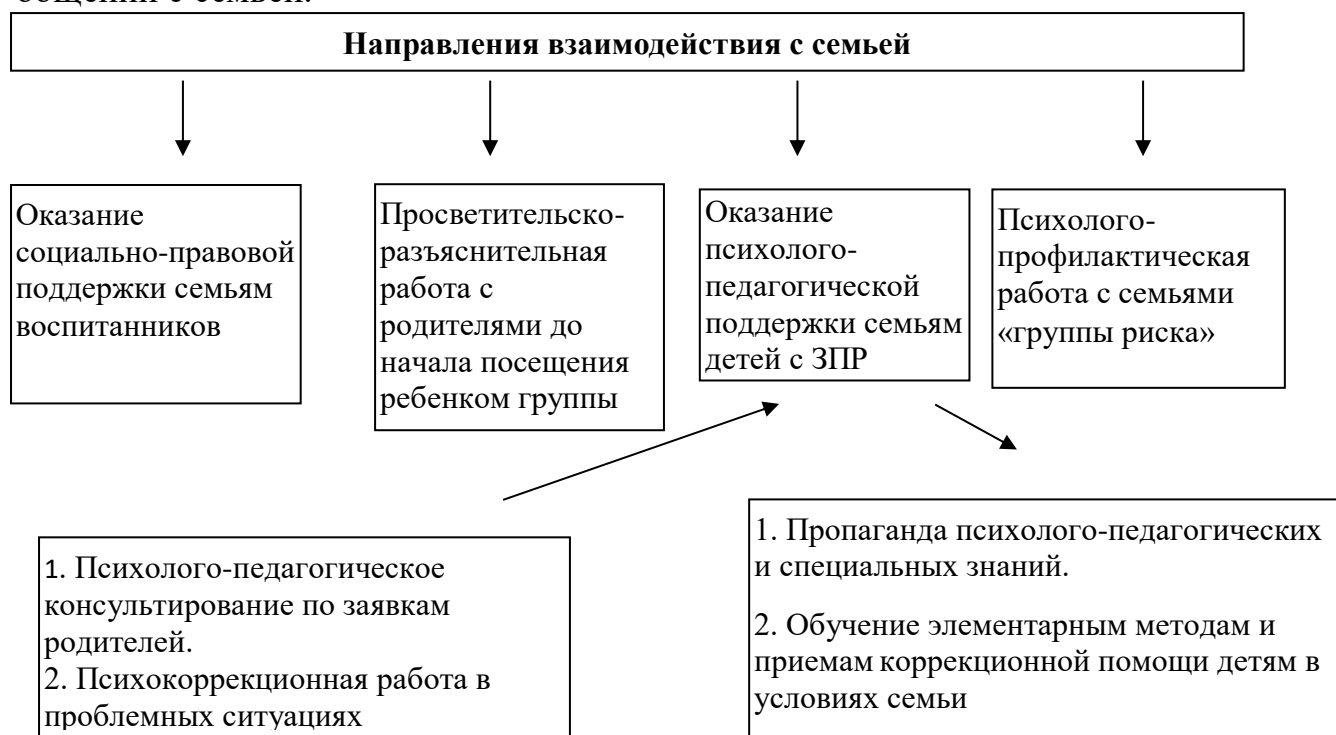 общении с семьей.
Направления взаимодействия с семьей
Оказание
социально-правовой
поддержки семьям
воспитанников
Просветительско-
разъяснительная
работа с
родителями до
начала посещения
ребенком группы
Оказание
психолого-
педагогической
поддержки семьям
детей с ЗПР
Психолого-
профилактическая
работа с семьями
«группы риска»
1. Психолого-педагогическое
консультирование по заявкам
родителей.
2. Психокоррекционная работа в
проблемных ситуациях
1. Пропаганда психолого-педагогических
и специальных знаний.
2. Обучение элементарным методам и
приемам коррекционной помощи детям в
условиях семьи